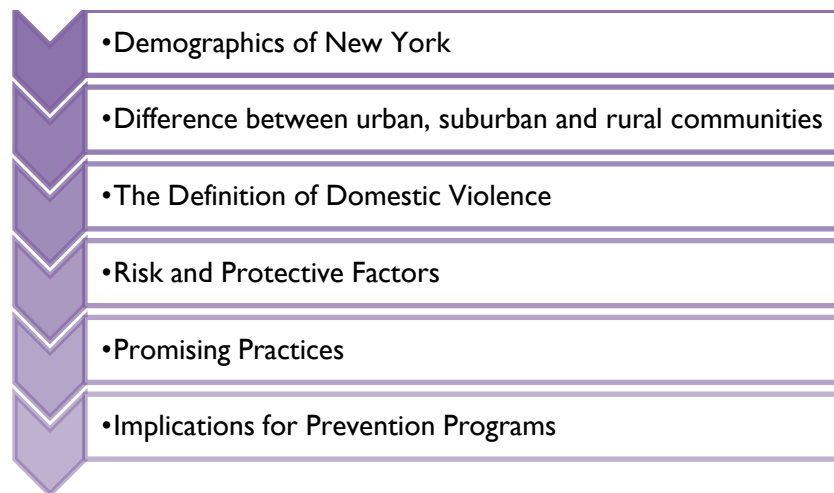 •Demographics of New York
•Difference between urban, suburban and rural communities
•The Definition of Domestic Violence
•Risk and Protective Factors
•Promising Practices
•Implications for Prevention Programs